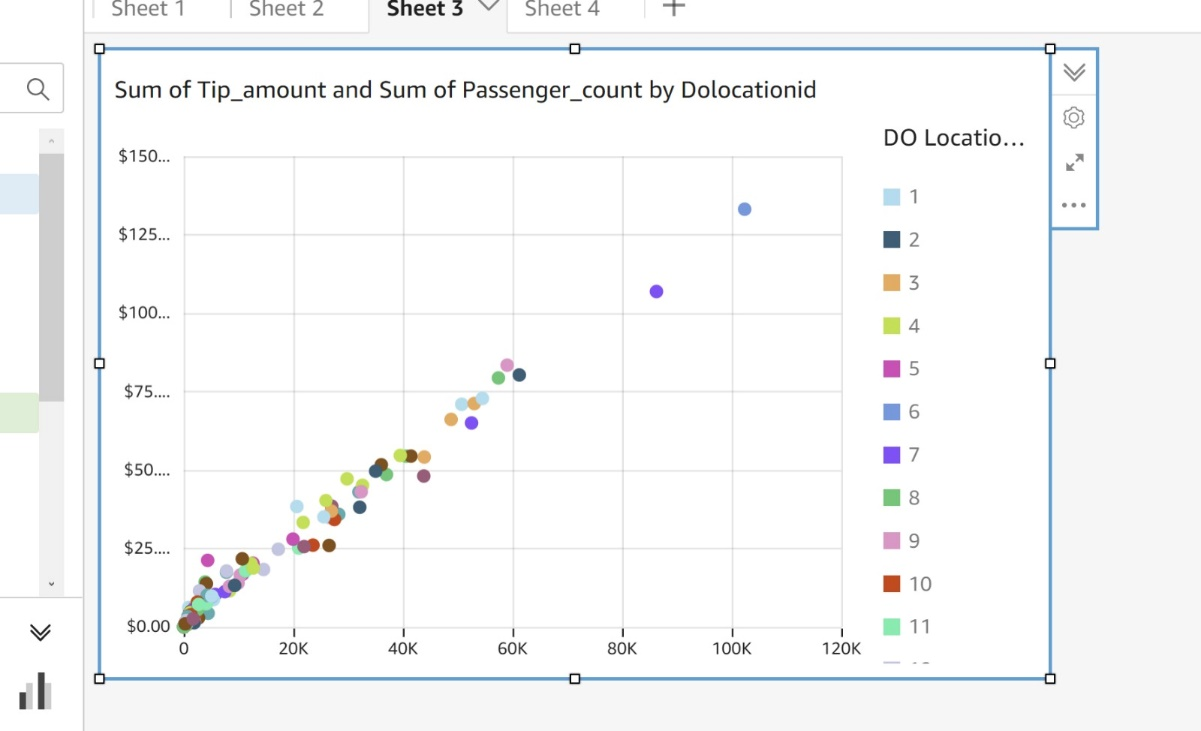 Sheet 1
Sheet 2
Sheet 3
Sheet 4
Sum of Tip_amount and Sum of Passenger_count by Dolocationid
DO Locatio...
$150...
$125...
$100...
$75....
$50....
$25....
$0.00
0
20K
40K
60K
80K
100K
120K
1
2
3
4
5
6
7
8
9
10
11